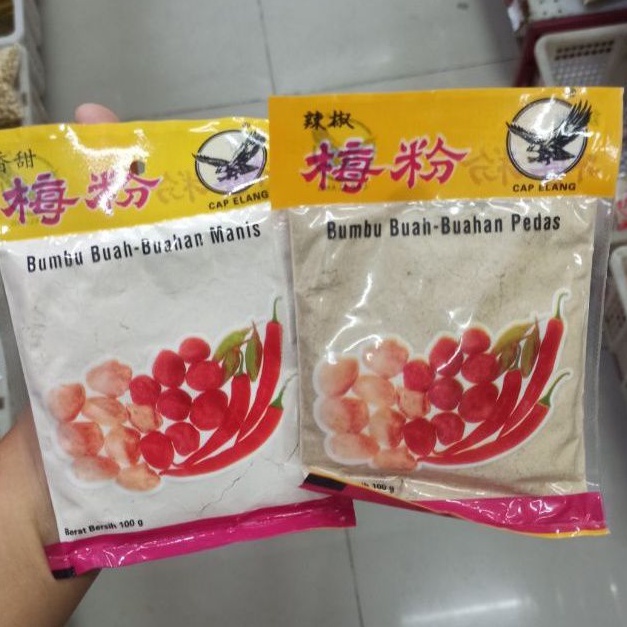 香甜
梅粉
CAP ELANG
Bumbu Buah-Buahan Manis
Berat Bersih 100 g
辣椒
梅粉
CAP ELANG
Bumbu Buah-Buahan Pedas
100 g